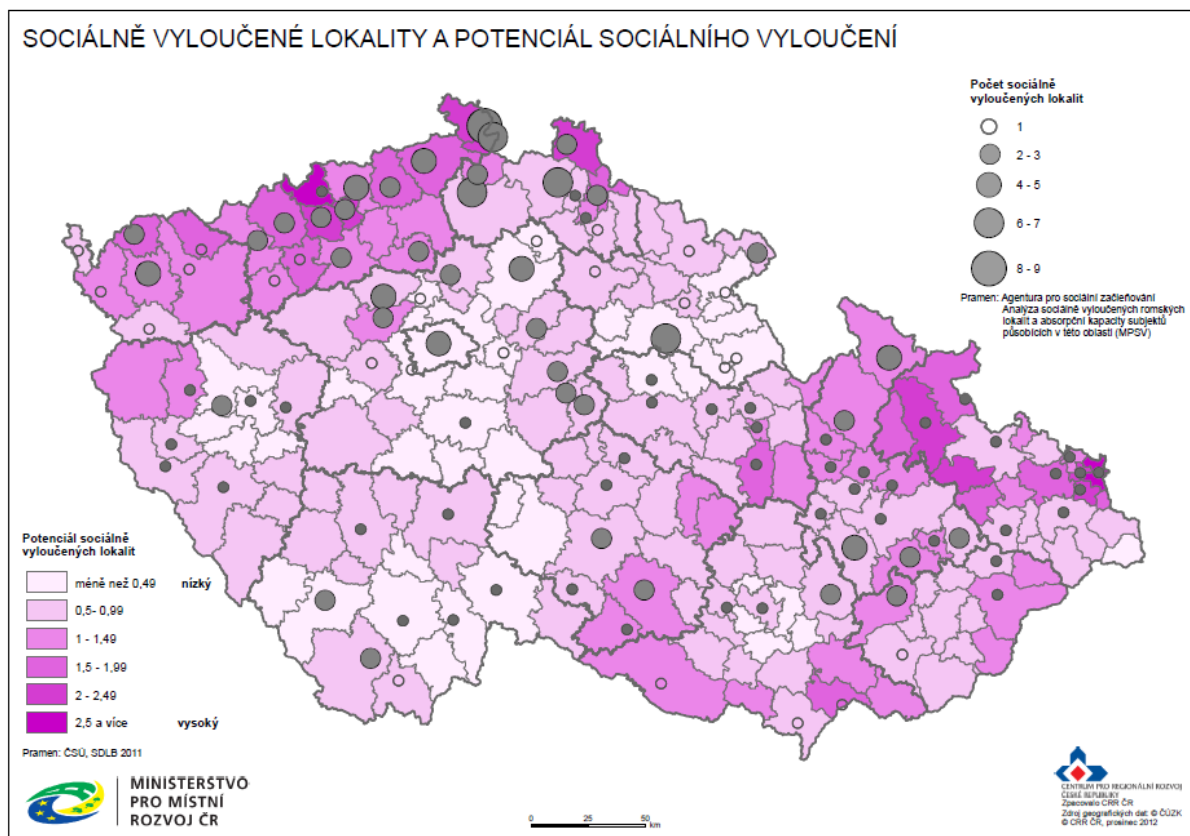 SOCIÁLNĚ VYLOUČENÉ LOKALITY A POTENCIÁL SOCIÁLNÍHO VYLOUČENÍ
Počet sociálně
vyloučených lokalit
1
2 - 3
4 - 5
6 - 7
8 - 9
Pramen: Agentura pro sociální začleňování
Analýza sociálně vyloučených romských
lokalit a absorpční kapacity subjektů
působících v této oblasti (MPSV)
Potenciál sociálně
vyloučených lokalit
méně než 0,49 nízký
0,5- 0,99
1 - 1,49
1,5 - 1,99
2 - 2,49
2,5 a více vysoký
Pramen: ČSÚ, SDLB 2011
MINISTERSTVO
PRO MÍSTNÍ
ROZVOJ ČR
0 25 50
km
CENTRUM PRO REGIONÁLNÍ ROZVOJ
ČESKÉ REPUBLIKY
Zpracovalo CRR ČR
Zdroj geografických dat: © ČÚZK
© CRR ČR, prosinec 2012